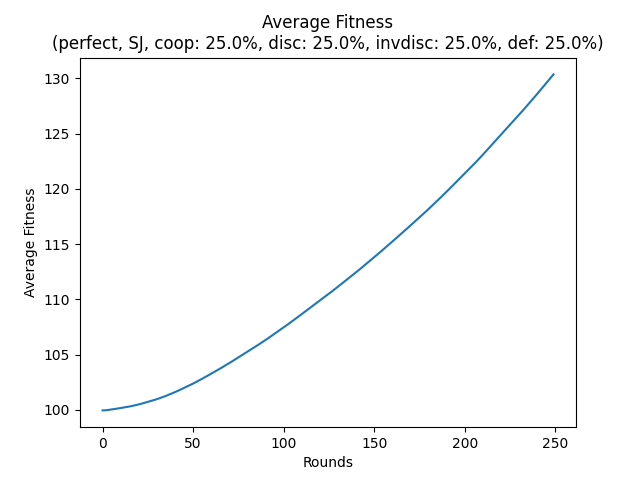 Average Fitness
(perfect, SJ, coop: 25.0%, disc: 25.0%, invdisc: 25.0%, def: 25.0%)
130
125
120
115
110
105
100
Average Fitness
0 50 100 150 200 250
Rounds